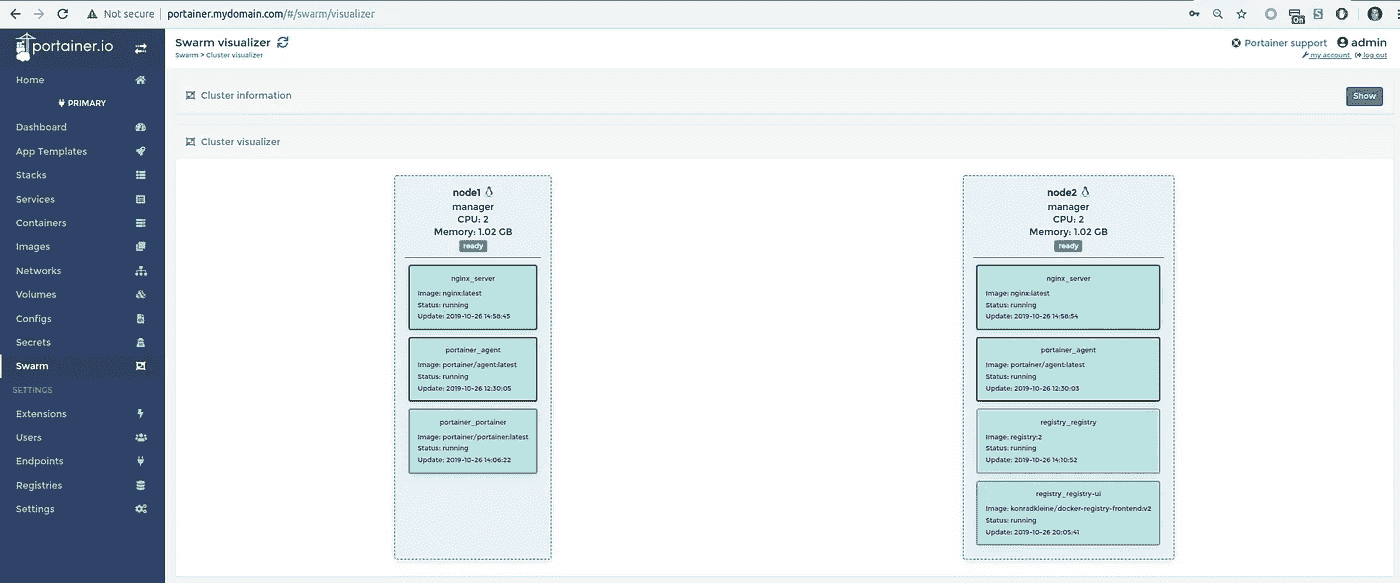 Not secure
portainer.mydomain.com/#/swarm/visualizer
On
portainer.io
Home
PRIMARY
Dashboard
App Templates
Stacks
Services
Containers
Images
Networks
Volumes
Configs
Secrets
Swarm
SETTINGS
Extensions
Users
Endpoints
Registries
Settings
Swarm visualizer
Swarm > Cluster visualizer
Portainer support
admin
my account
log out
Cluster information
Show
Cluster visualizer
node1
manager
CPU: 2
Memory: 1.02 GB
ready
nginx_server
Image: nginx:latest
Status: running
Update: 2019-10-26 14:58:45
portainer_agent
Image: portainer/agent:latest
Status: running
Update: 2019-10-26 12:30:05
portainer_portainer
Image: portainer/portainer:latest
Status: running
Update: 2019-10-26 14:06:22
node2
manager
CPU: 2
Memory: 1.02 GB
ready
nginx_server
Image: nginx:latest
Status: running
Update: 2019-10-26 14:58:54
portainer_agent
Image: portainer/agent:latest
Status: running
Update: 2019-10-26 12:30:03
registry_registry
Image: registry:2
Status: running
Update: 2019-10-26 14:10:52
registry_registry-ui
Image: konradkleine/docker-registry-frontend:v2
Status: running
Update: 2019-10-26 20:05:41